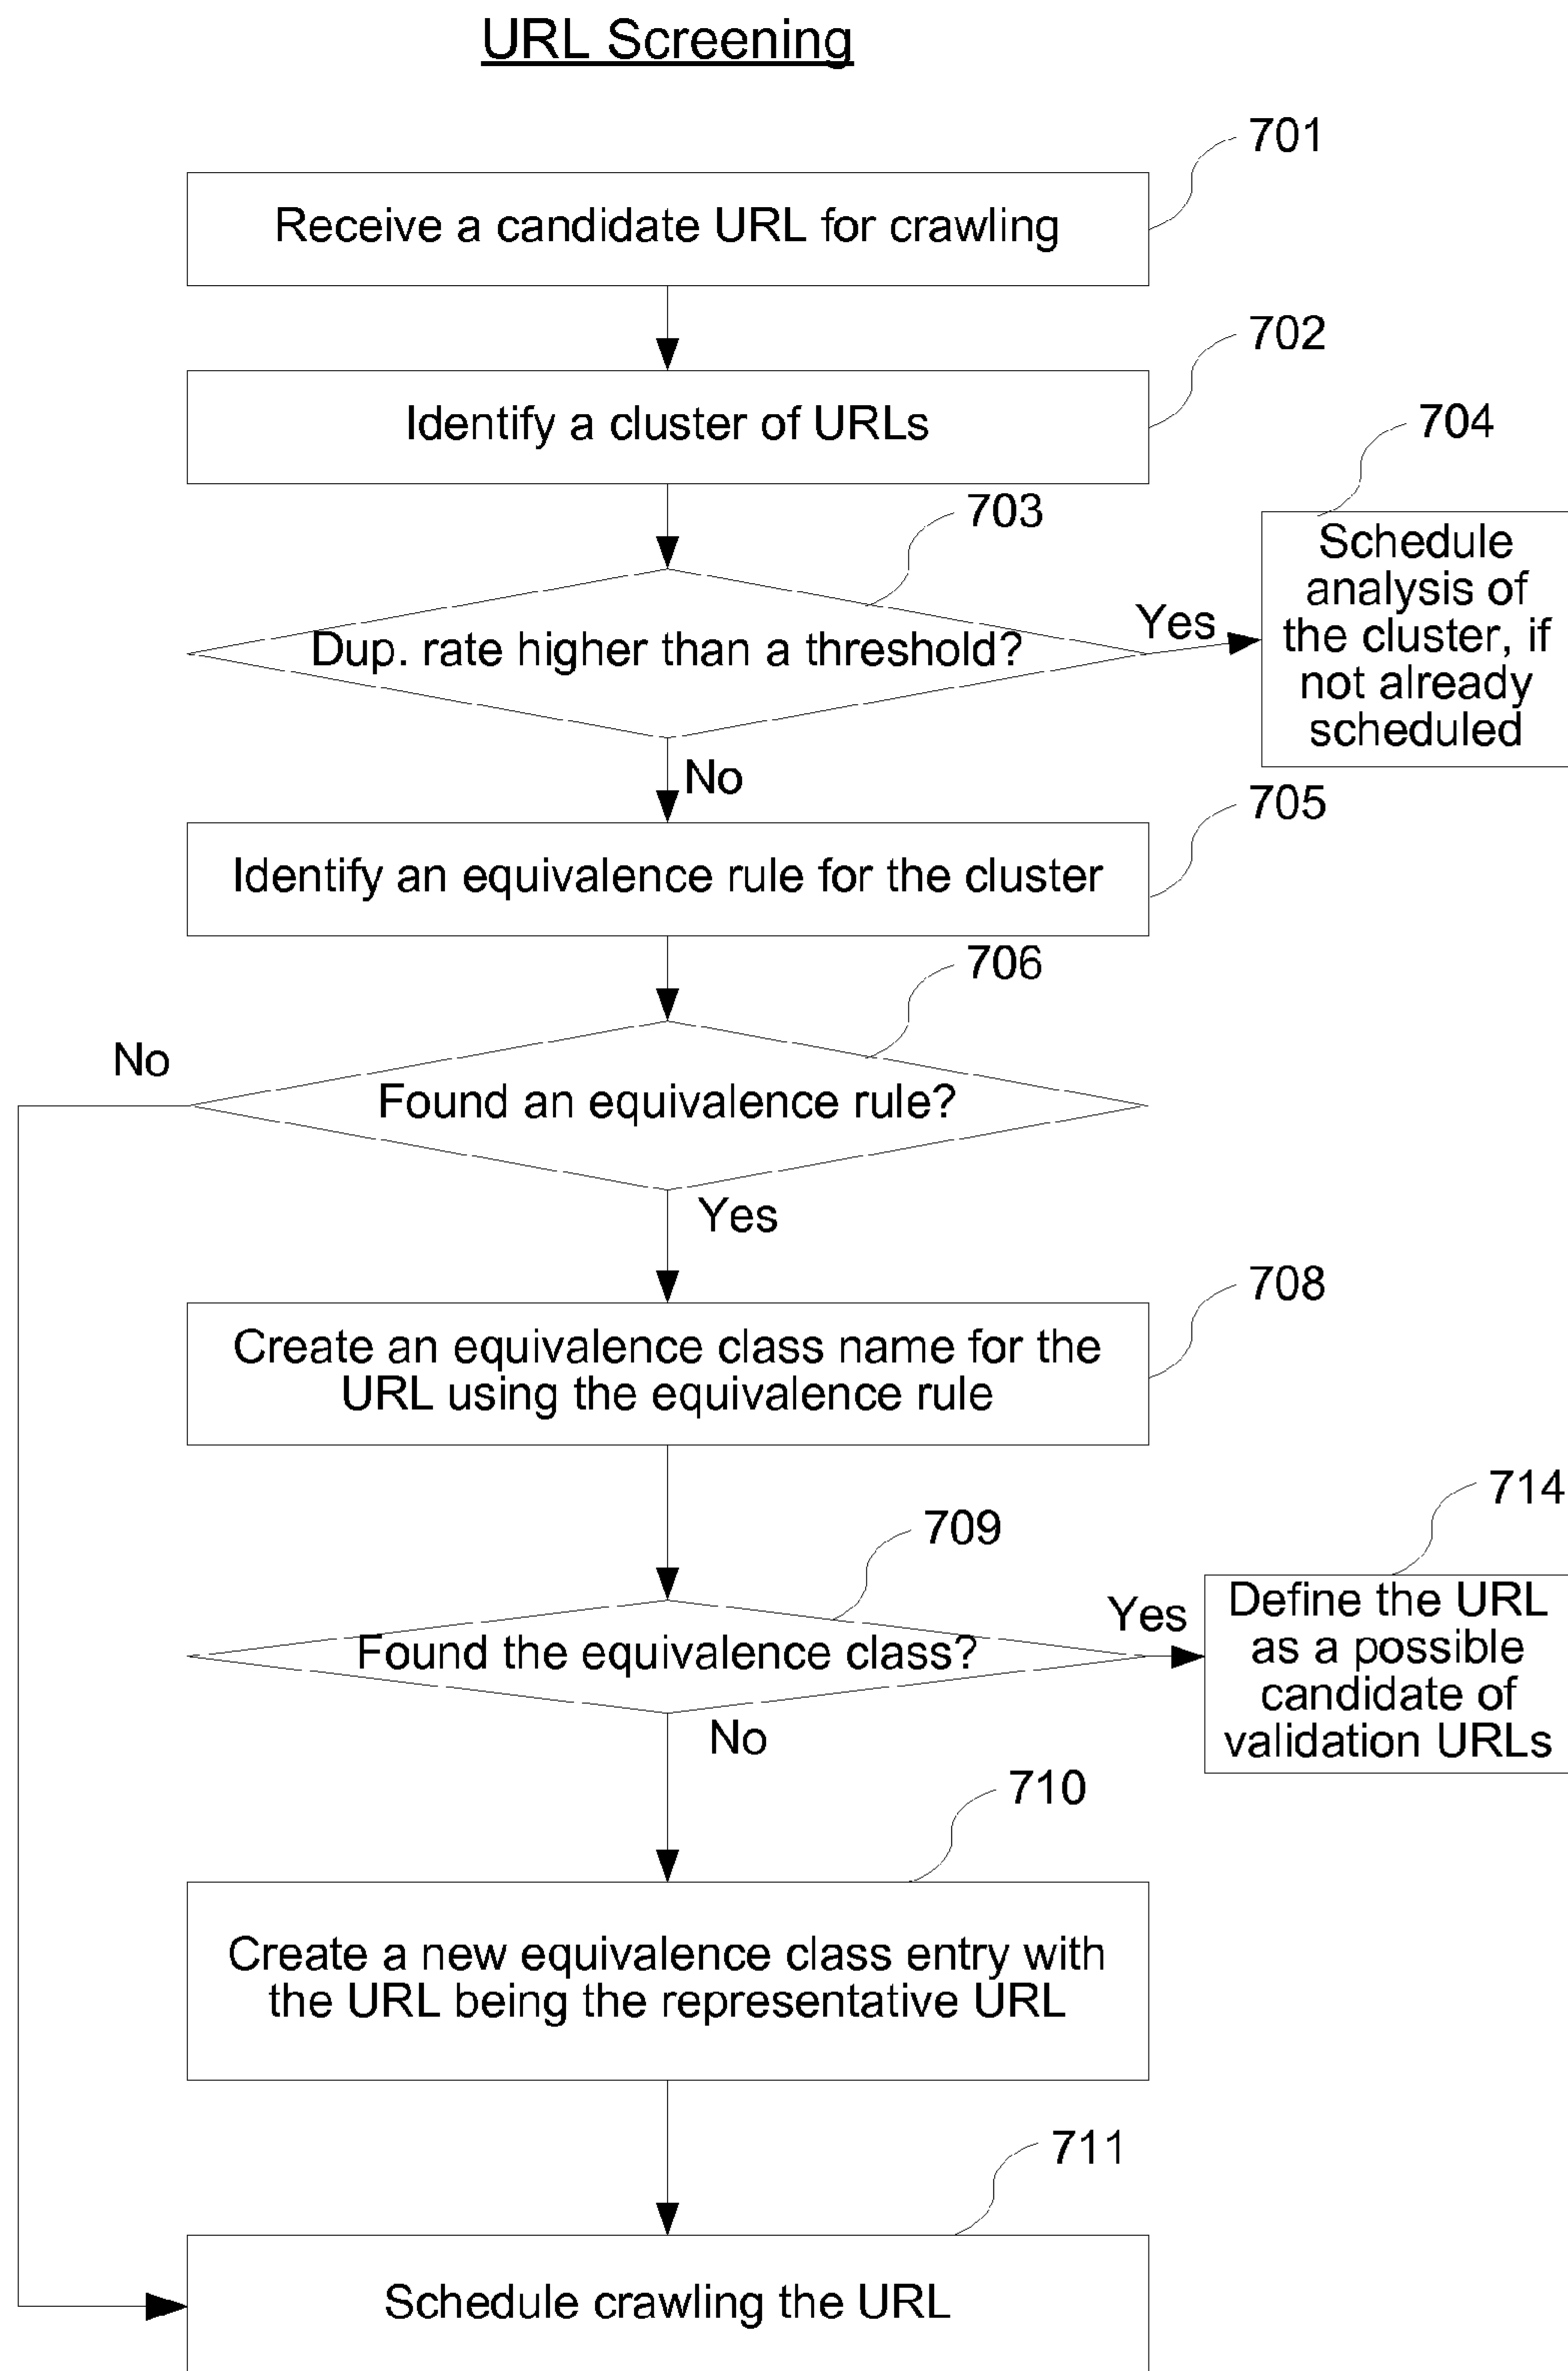 URL Screening
701
Receive a candidate URL for crawling
702
Identify a cluster of URLs
704
703
Schedule
analysis of
the cluster, if
not already
scheduled
Dup. rate higher than a threshold?
Yes
No
705
Identify an equivalence rule for the cluster
706
No
Found an equivalence rule?
Yes
708
Create an equivalence class name for the
URL using the equivalence rule
714
709
Define the URL
as a possible
candidate of
validation URLs
Yes
Found the equivalence class?
No
710
Create a new equivalence class entry with
the URL being the representative URL
711
Schedule crawling the URL